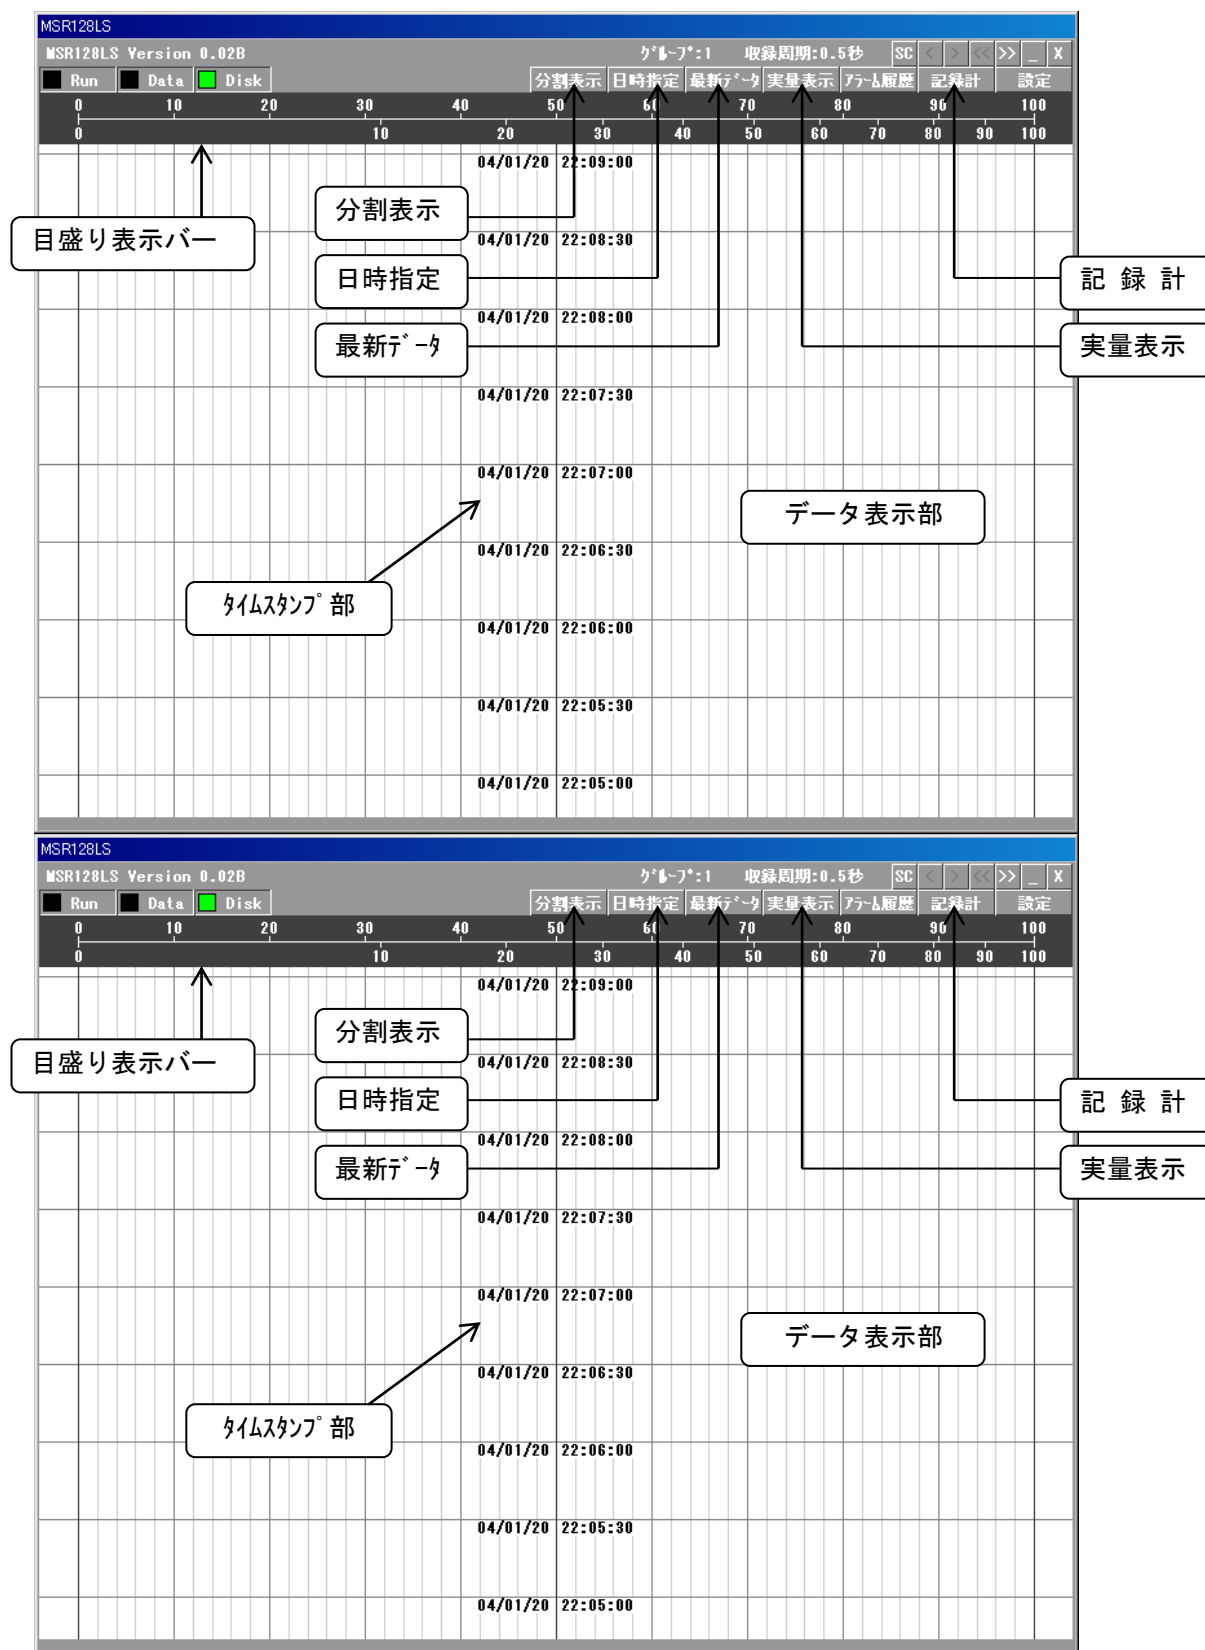 MSR128LS
MSR128LS Version 0.02B ｸﾞﾙｰﾌﾟ:1 収録周期:0.5秒 SC < > << >> _ X
Run Data Disk 分割表示 日時指定 最新ﾃﾞｰﾀ 実量表示 ｱﾗｰﾑ履歴 記録計 設定
0 10 20 30 40 50 60 70 80 90 100
0 10 20 30 40 50 60 70 80 90 100
04/01/20 22:09:00
分割表示
目盛り表示バー
04/01/20 22:08:30
日時指定
記 録 計
04/01/20 22:08:00
最新ﾃﾞｰﾀ
実量表示
04/01/20 22:07:30
04/01/20 22:07:00
データ表示部
04/01/20 22:06:30
ﾀｲﾑｽﾀﾝﾌﾟ部
04/01/20 22:06:00
04/01/20 22:05:30
04/01/20 22:05:00
MSR128LS
MSR128LS Version 0.02B ｸﾞﾙｰﾌﾟ:1 収録周期:0.5秒 SC < > << >> _ X
Run Data Disk 分割表示 日時指定 最新ﾃﾞｰﾀ 実量表示 ｱﾗｰﾑ履歴 記録計 設定
0 10 20 30 40 50 60 70 80 90 100
0 10 20 30 40 50 60 70 80 90 100
04/01/20 22:09:00
分割表示
目盛り表示バー
04/01/20 22:08:30
日時指定
記 録 計
04/01/20 22:08:00
最新ﾃﾞｰﾀ
実量表示
04/01/20 22:07:30
04/01/20 22:07:00
データ表示部
04/01/20 22:06:30
ﾀｲﾑｽﾀﾝﾌﾟ部
04/01/20 22:06:00
04/01/20 22:05:30
04/01/20 22:05:00